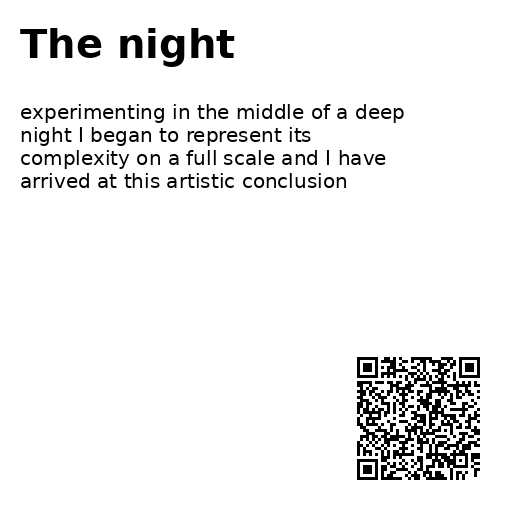 The night
experimenting in the middle of a deep
night I began to represent its
complexity on a full scale and I have
arrived at this artistic conclusion